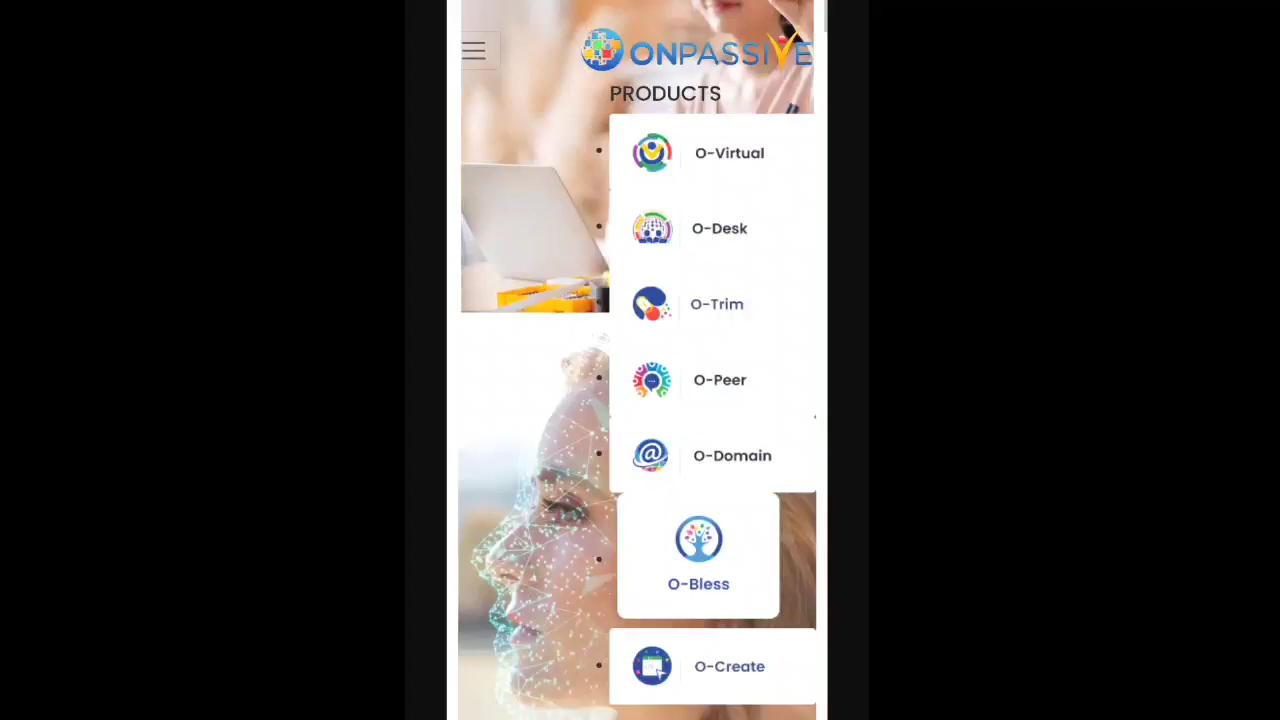 ONPASSIVE
PRODUCTS
O-Virtual
O-Desk
O-Trim
O-Peer
O-Domain
O-Bless
O-Create